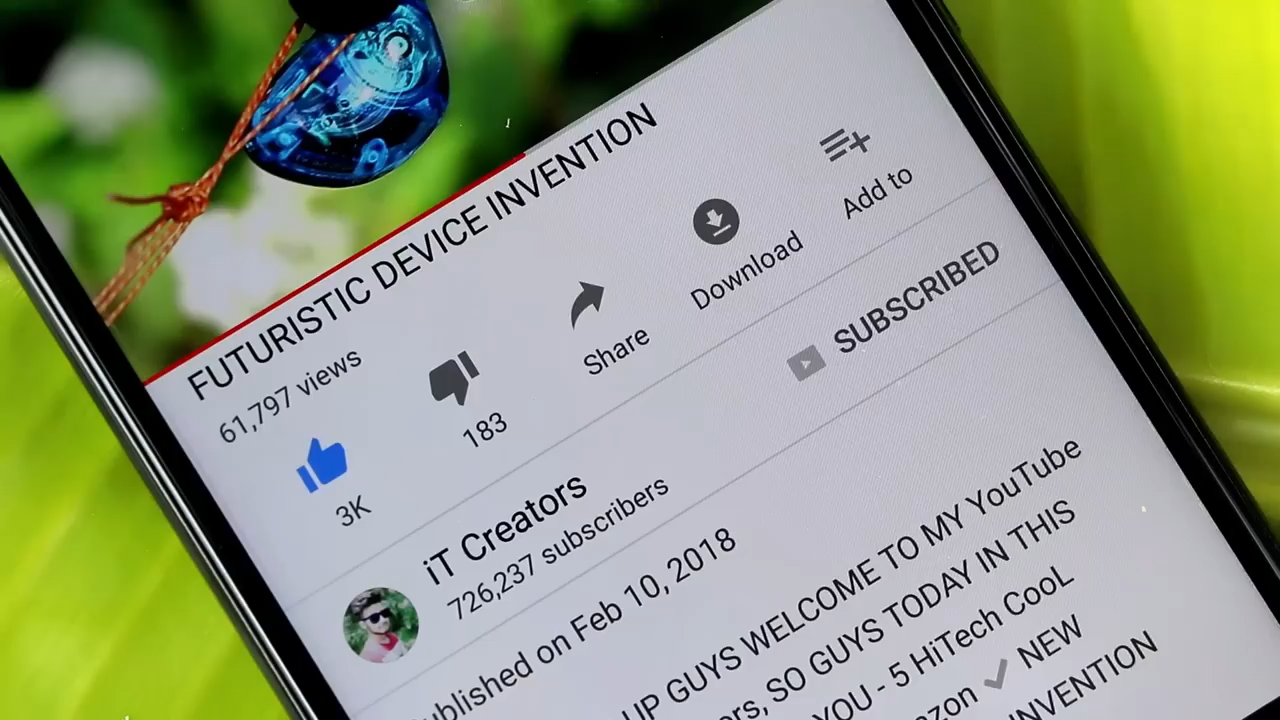 FUTURISTIC DEVICE INVENTION
61,797 views
3K
183
Share
Download
Add to
iT Creators
726,237 subscribers
SUBSCRIBED
ublished on Feb 10, 2018
UP GUYS WELCOME TO MY YouTube
ers, SO GUYS TODAY IN THIS
YOU - 5 HiTech CooL
azon ✔ NEW
INVENTION